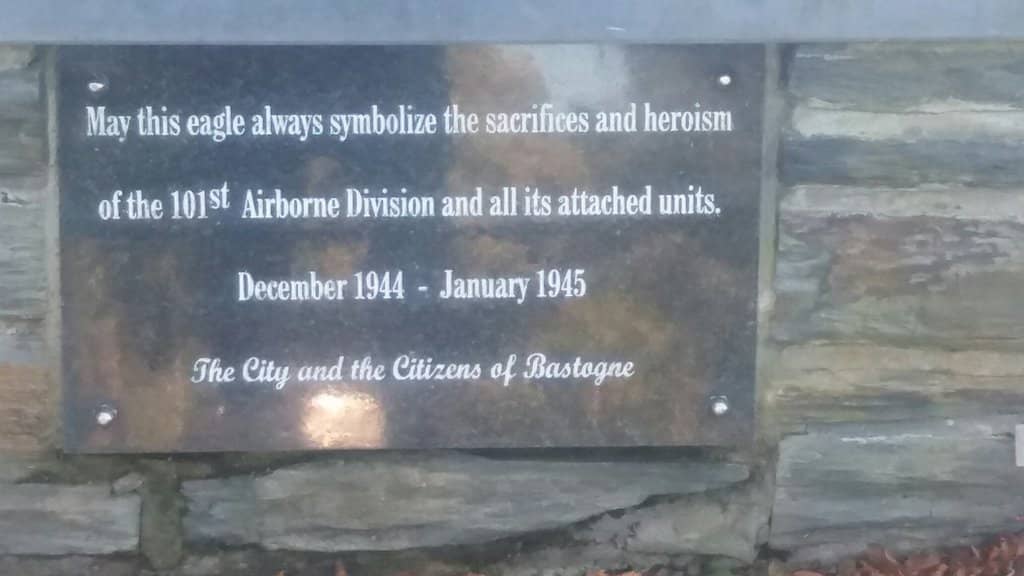 May this eagle always symbolize the sacrifices and heroism
of the 101st Airborne Division and all its attached units.
December 1944 - January 1945
The City and the Citizens of Bastogne